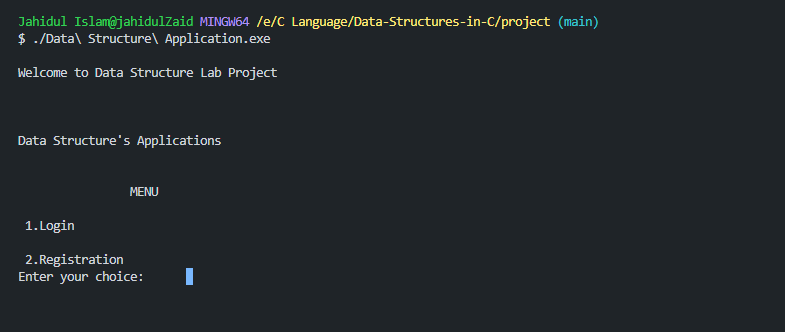 Jahidul Islam@jahidulZaid MINGW64 /e/C Language/Data-Structures-in-C/project (main)
$ ./Data\ Structure\ Application.exe
Welcome to Data Structure Lab Project
Data Structure's Applications
MENU
1.Login
2.Registration
Enter your choice: